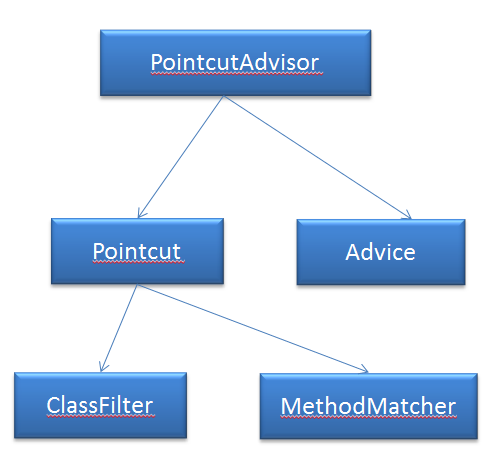 PointcutAdvisor
Pointcut
Advice
ClassFilter
MethodMatcher